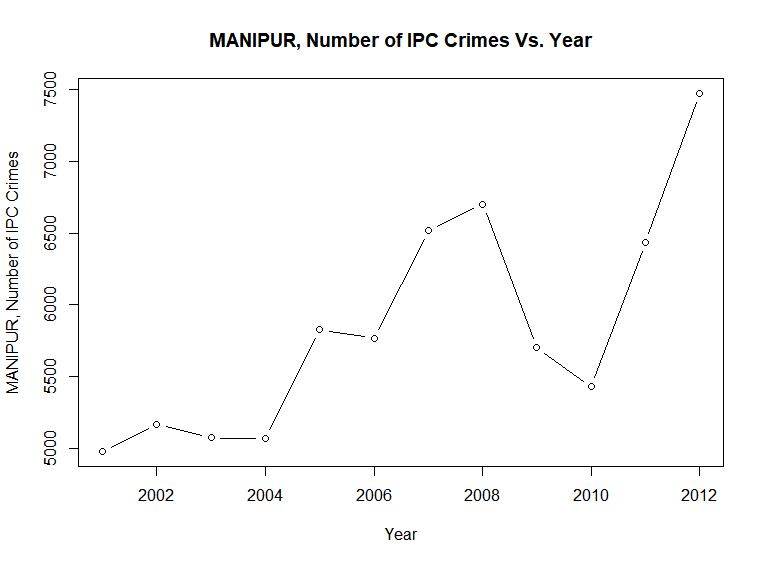 MANIPUR, Number of IPC Crimes Vs. Year
MANIPUR, Number of IPC Crimes
7500
7000
6500
6000
5500
5000
2002 2004 2006 2008 2010 2012
Year